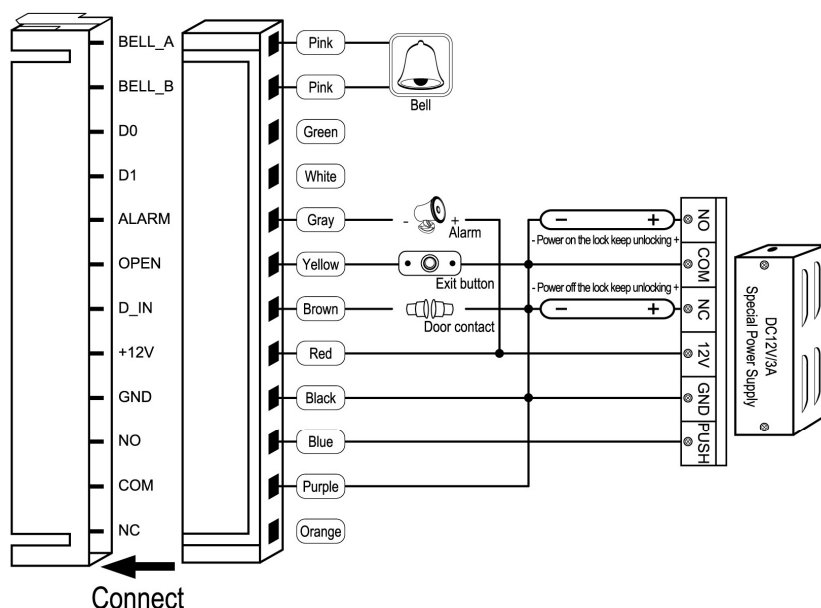 BELL_A
Pink
BELL_B
Pink
Bell
D0
Green
D1
White
ALARM
Gray
- +
Alarm
- +
NO
- Power on the lock keep unlocking +
OPEN
Yellow
Exit button
COM
- Power off the lock keep unlocking +
D_IN
Brown
Door contact
- +
NC
+12V
Red
12V
GND
Black
GND
NO
Blue
PUSH
COM
Purple
NC
Orange
DC12V/3A
Special Power Supply
Connect